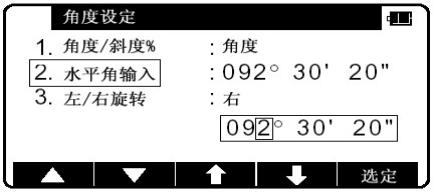 角度设定
1. 角度/斜度% : 角度
2. 水平角输入 : 092° 30' 20"
3. 左/右旋转 : 右
092° 30' 20"
选定